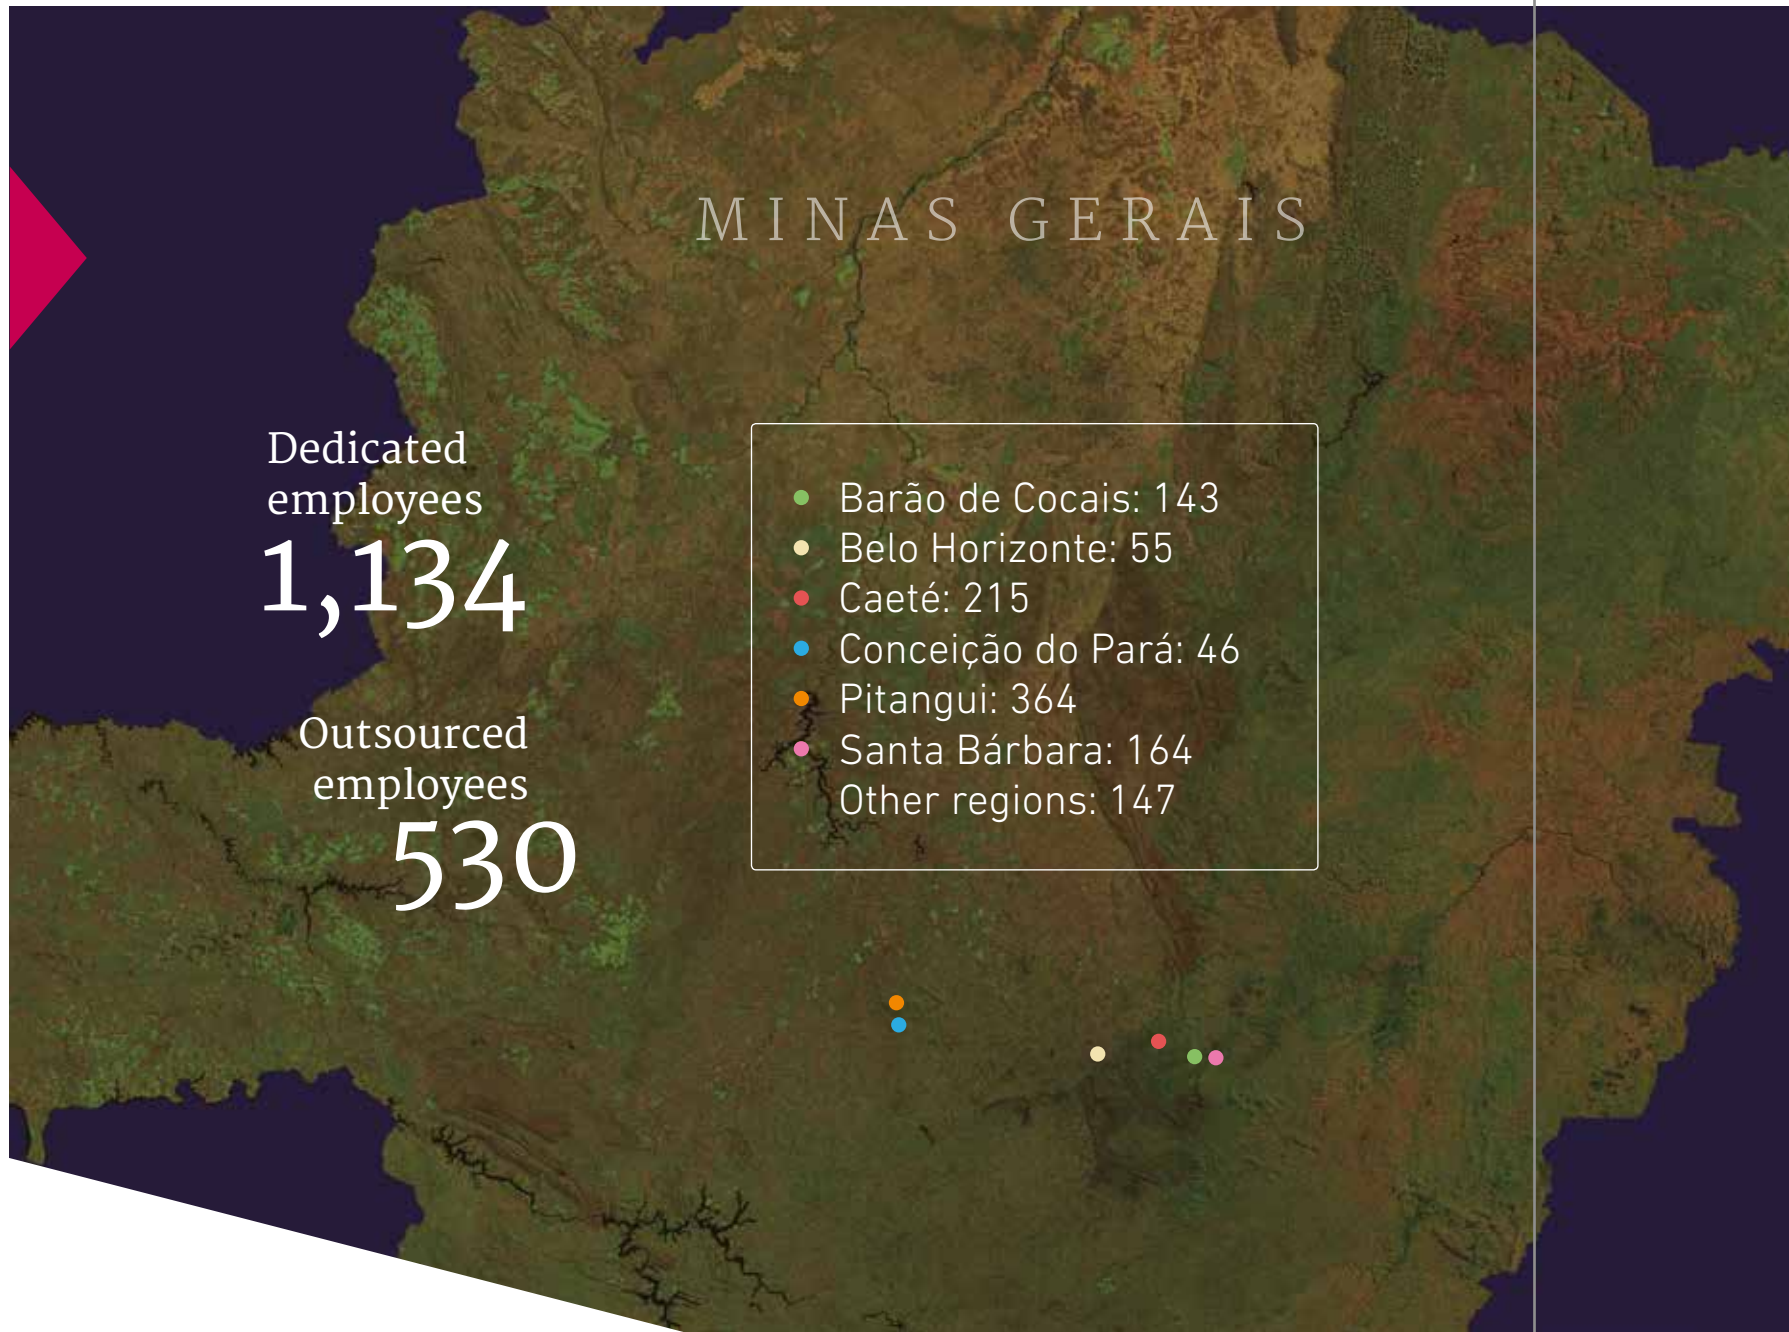 MINAS GERAIS
Dedicated
employees
1,134
Outsourced
employees
530
Barão de Cocais: 143
Belo Horizonte: 55
Caeté: 215
Conceição do Pará: 46
Pitangui: 364
Santa Bárbara: 164
Other regions: 147